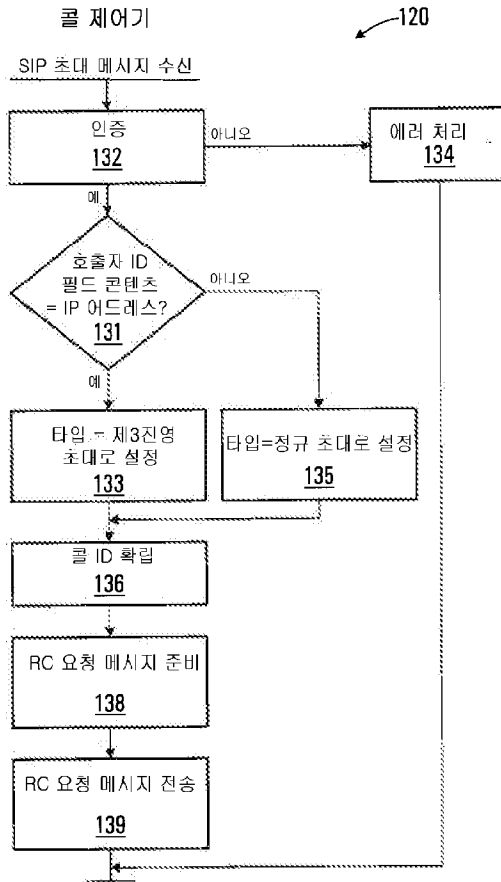 콜 제어기
120
SIP 초대 메시지 수신
인증
132
아니오
에러 처리
134
예
호출자 ID
필드 콘텐츠
= IP 어드레스?
131
아니오
예
타입 = 제3진영
초대로 설정
133
타입=정규 초대로 설정
135
콜 ID 확립
136
RC 요청 메시지 준비
138
RC 요청 메시지 전송
139